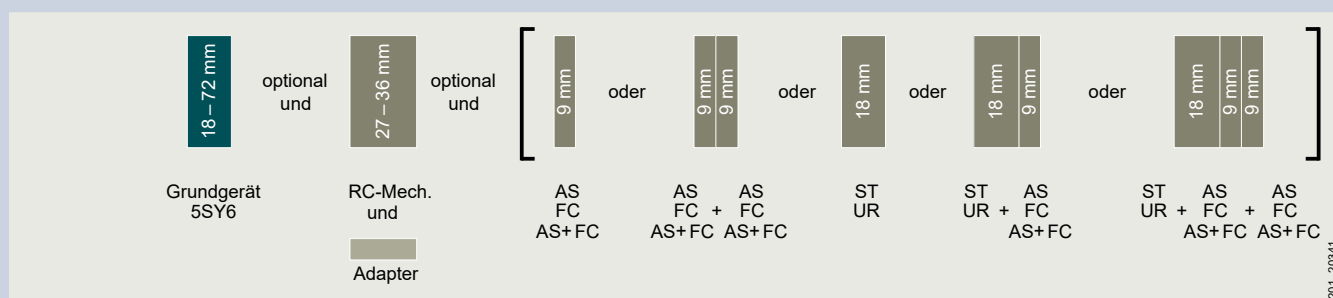 18 – 72 mm
optional
und
27 – 36 mm
optional
und
9 mm
oder
9 mm
9 mm
oder
18 mm
oder
18 mm
9 mm
oder
18 mm
9 mm
9 mm
Grundgerät
5SY6
RC-Mech.
und
Adapter
AS
FC
AS+FC
AS AS
FC + FC
AS+FC AS+FC
ST
UR
ST AS
UR + FC
AS+FC
ST AS AS
UR + FC + FC
AS+FC AS+FC